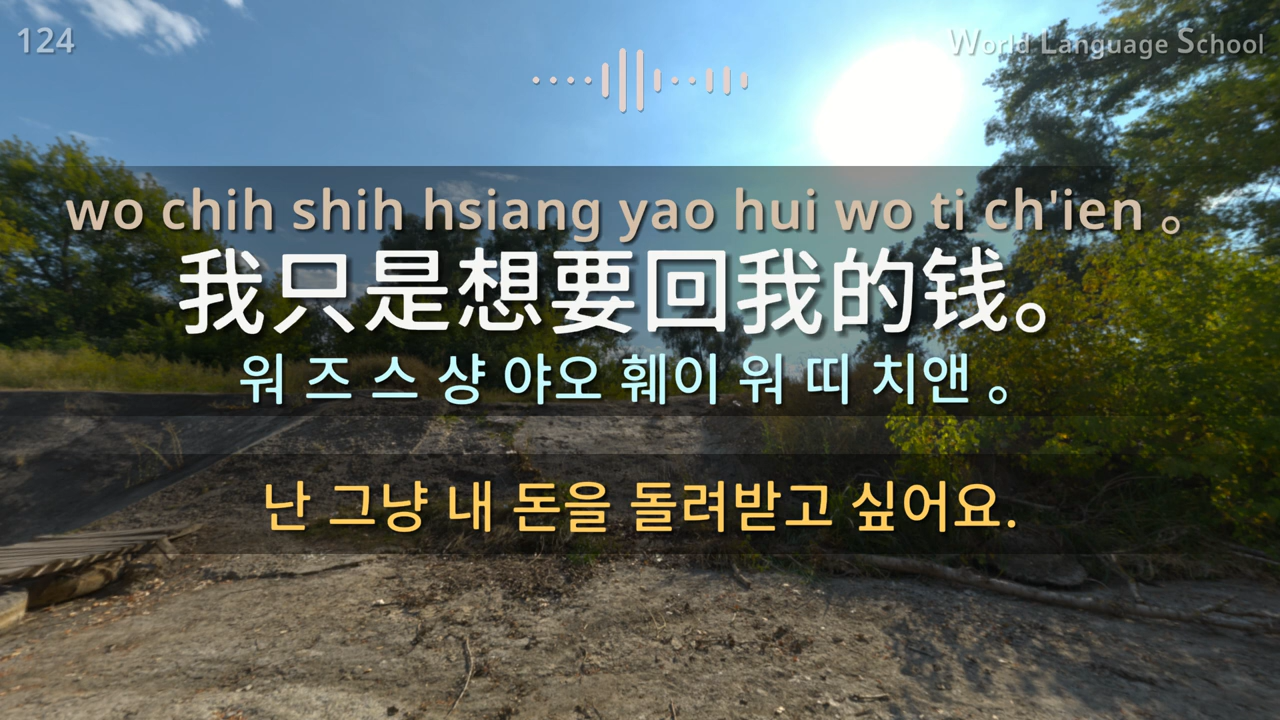 124
World Language School
wo chih shih hsiang yao hui wo ti ch'ien 。
我只是想要回我的钱。
워 즈 스 샹 야오 훼이 워 띠 치앤 。
난 그냥 내 돈을 돌려받고 싶어요.